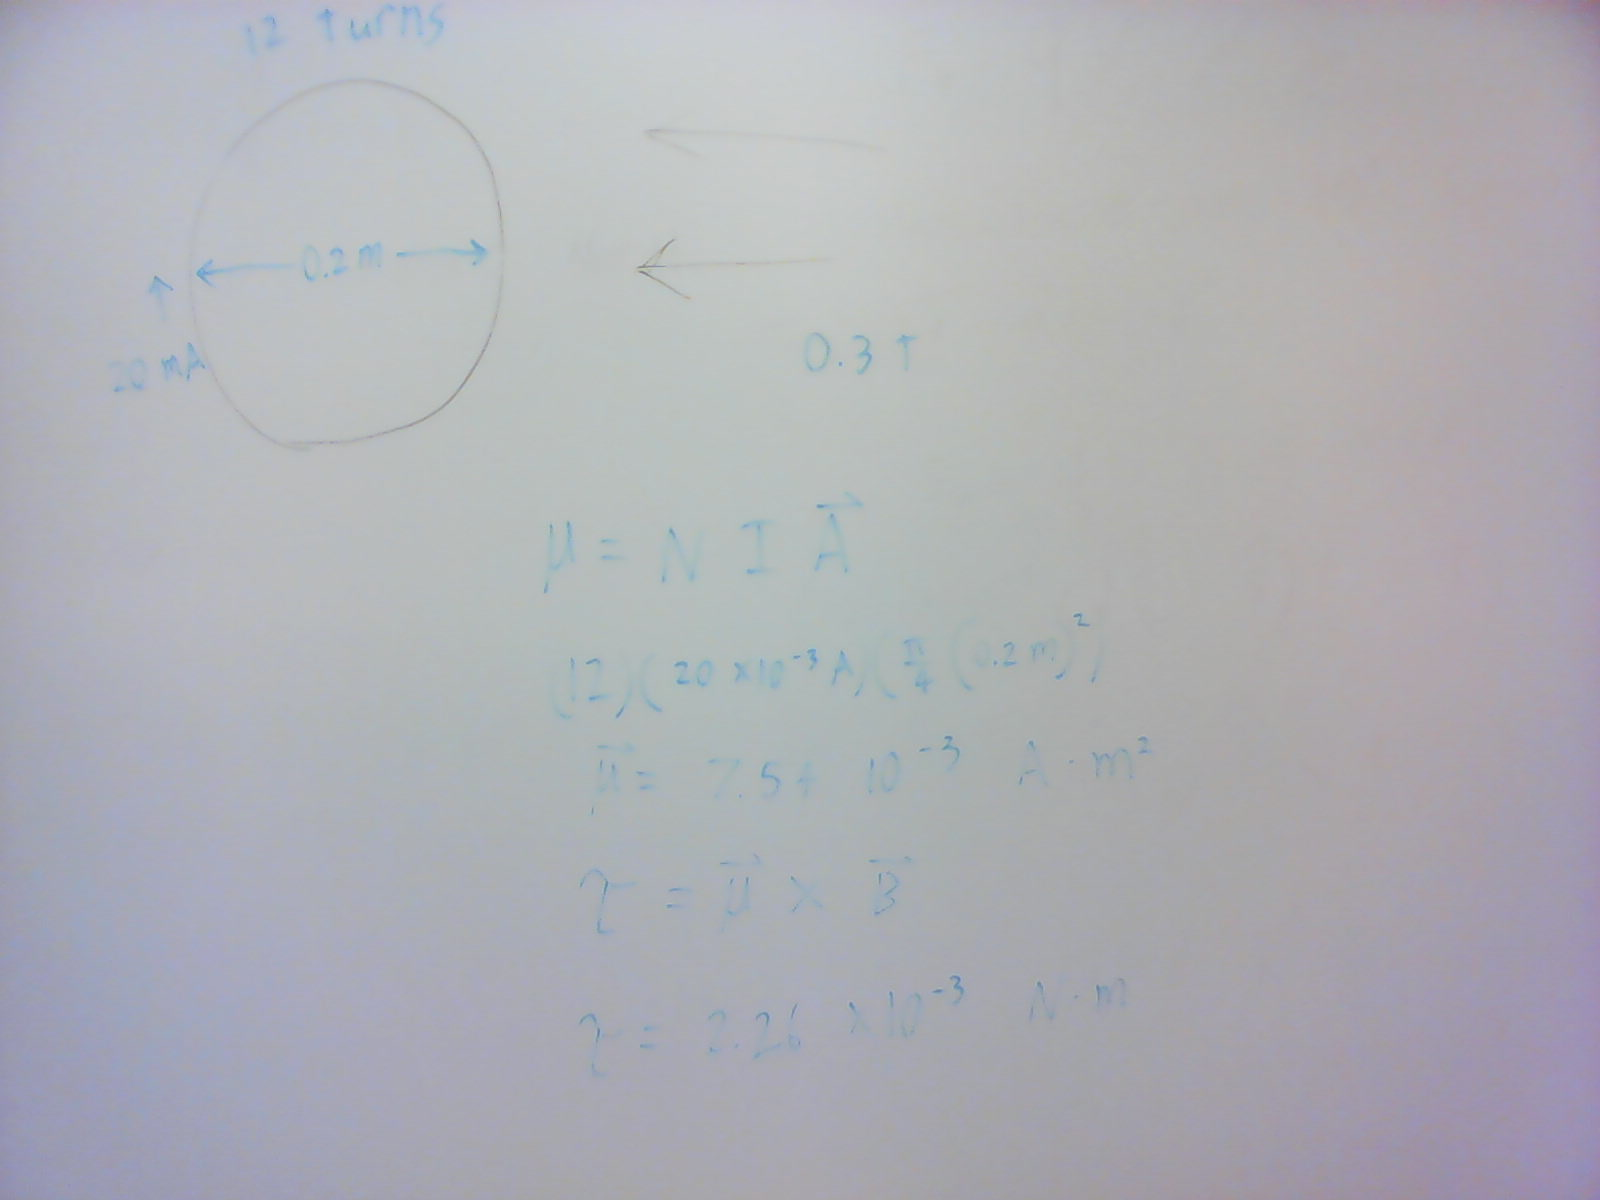 12 turns
0.2 m
20 mA
0.3 T
μ = N I A⃗
(12)(20 ×10⁻³ A)(π/4 (0.2 m)²)
μ⃗ = 7.54 10⁻³ A·m²
τ = μ⃗ × B⃗
τ = 2.26 ×10⁻³ N·m